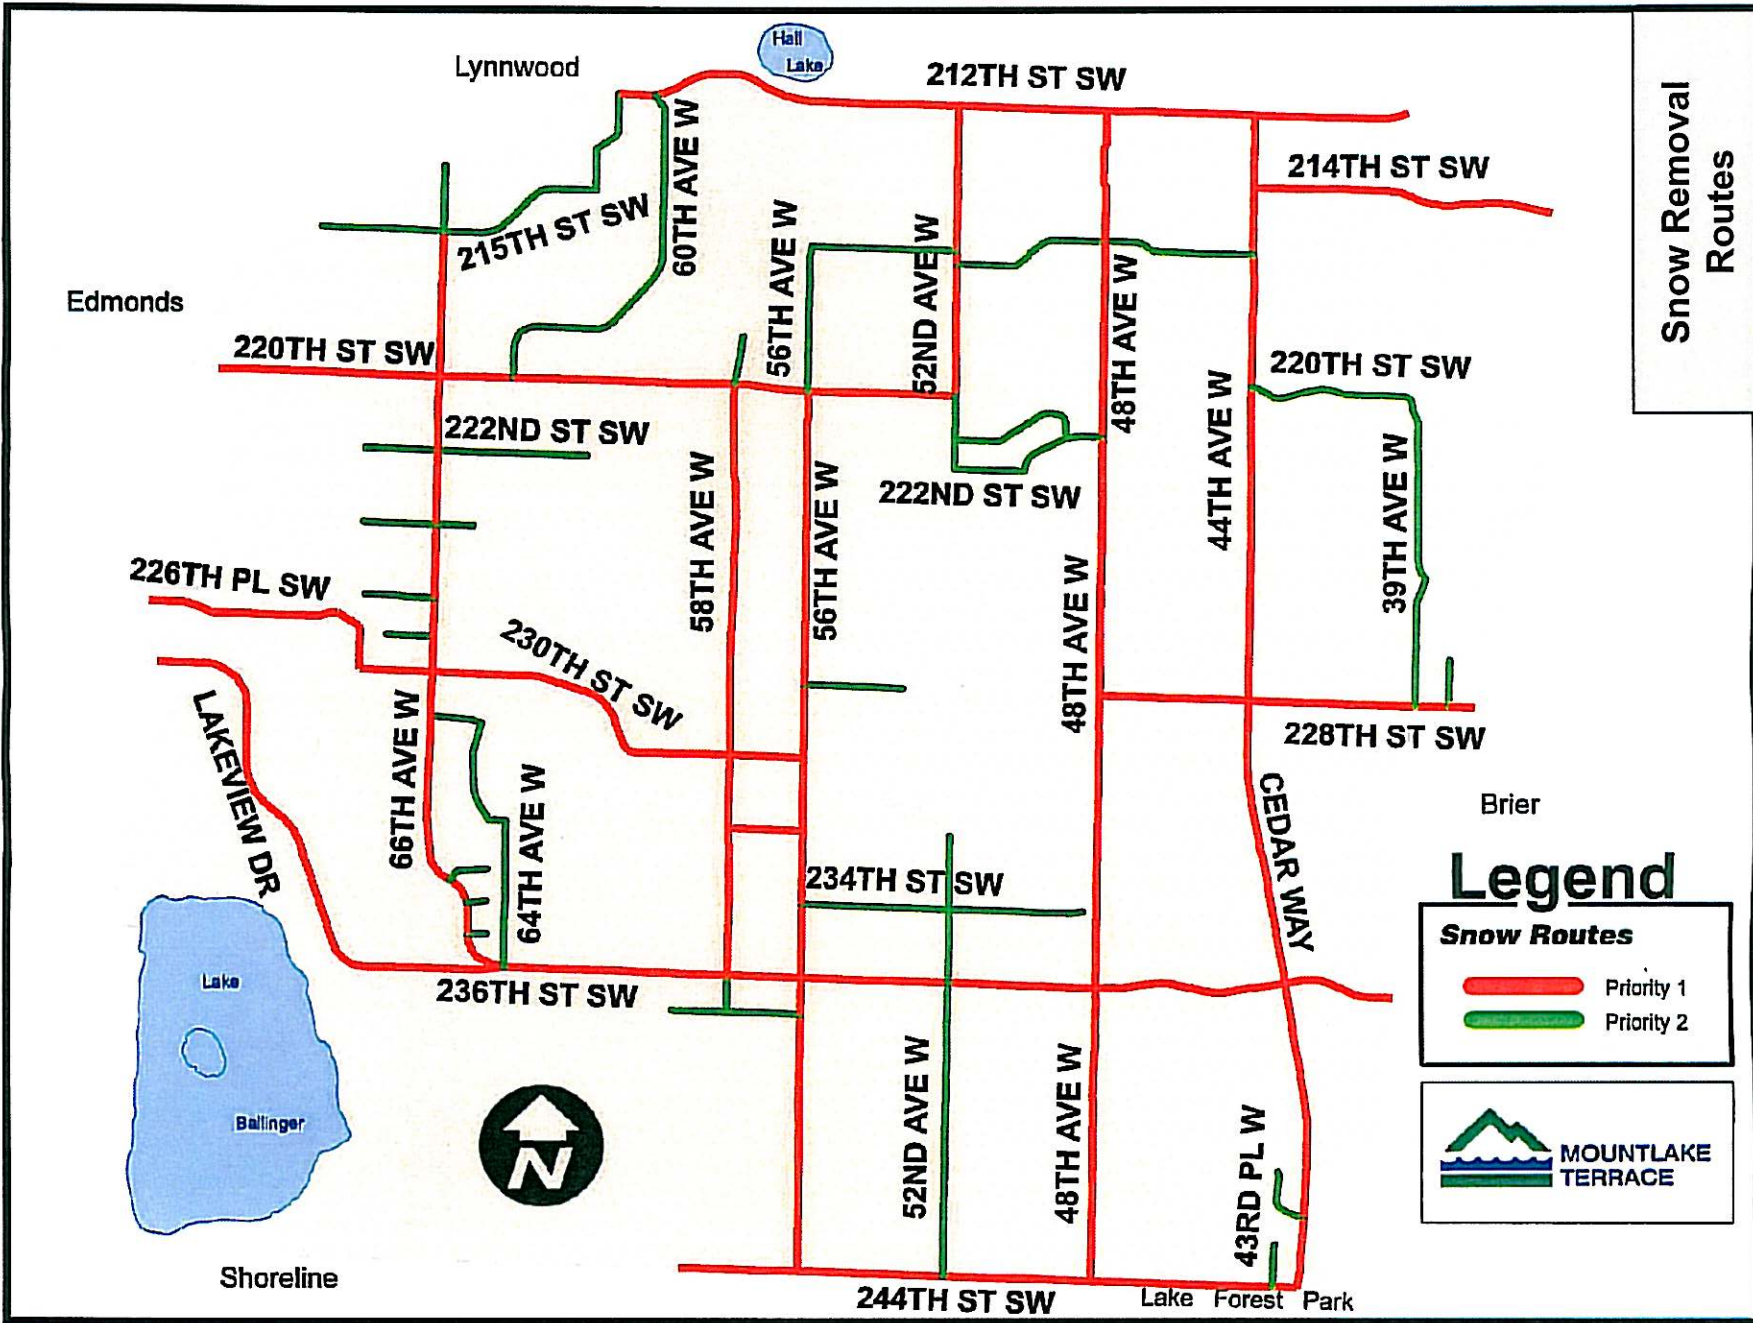 Snow Removal
Routes
Hall
Lake
Lynnwood
212TH ST SW
214TH ST SW
60TH AVE W
215TH ST SW
56TH AVE W
52ND AVE W
48TH AVE W
Edmonds
220TH ST SW
220TH ST SW
222ND ST SW
222ND ST SW
58TH AVE W
56TH AVE W
44TH AVE W
39TH AVE W
226TH PL SW
230TH ST SW
48TH AVE W
228TH ST SW
LAKEVIEW DR
66TH AVE W
64TH AVE W
CEDAR WAY
Brier
234TH ST SW
236TH ST SW
Lake
Ballinger
52ND AVE W
48TH AVE W
43RD PL W
Shoreline
244TH ST SW
Lake Forest Park
N
Legend
Snow Routes
Priority 1
Priority 2
MOUNTLAKE
TERRACE